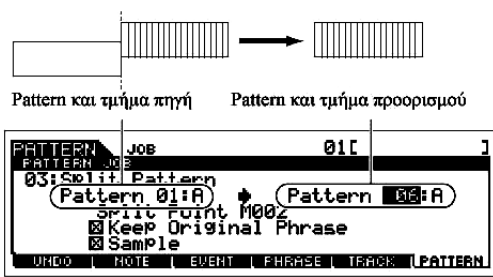 Pattern και τμήμα πηγή Pattern και τμήμα προορισμού
PATTERN JOB 01[ ]
PATTERN JOB
03:Split Pattern
Pattern 01:A Pattern 06:A
Split Point M002
Keep Original Phrase
Sample
UNDO NOTE EVENT PHRASE TRACK PATTERN